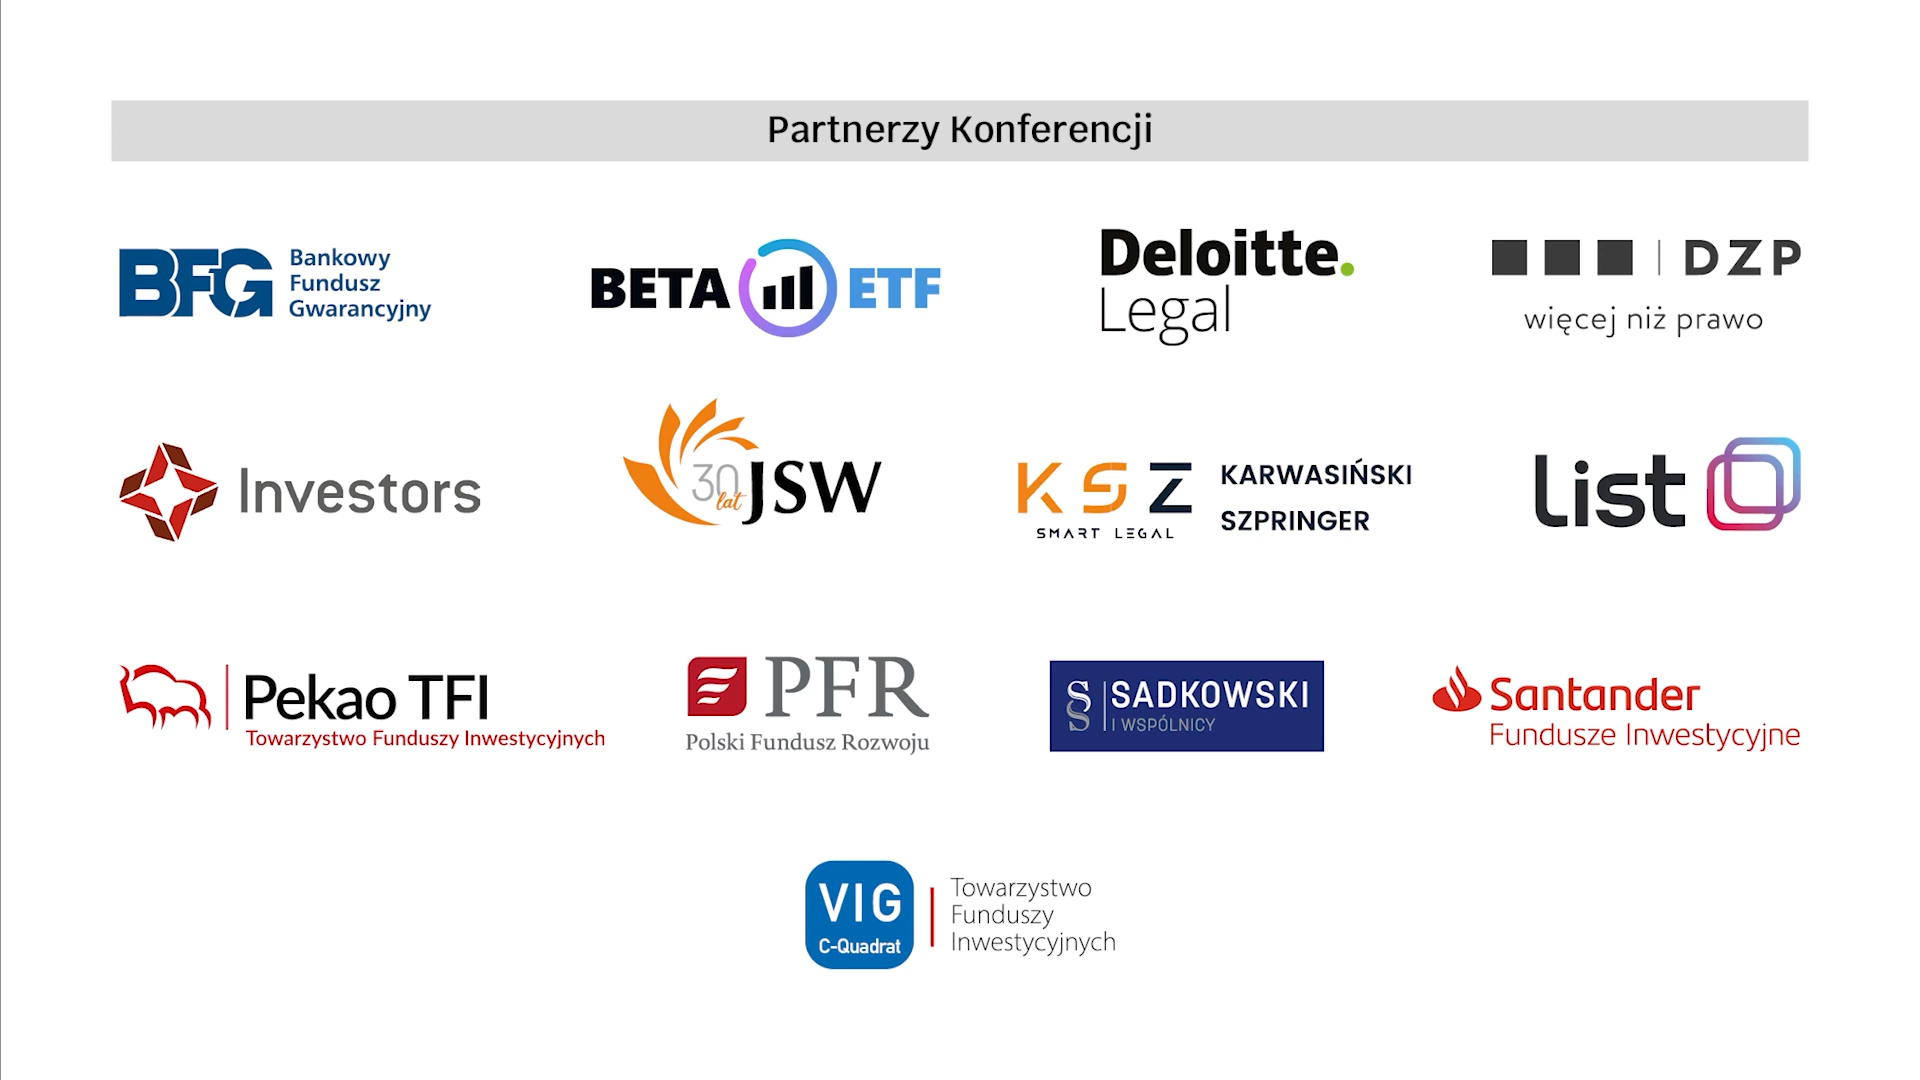 Partnerzy Konferencji
BFG Bankowy
Fundusz
Gwarancyjny
BETA ETF
Deloitte.
Legal
DZP
więcej niż prawo
Investors
30 lat JSW
KSZ
SMART LEGAL
KARWASIŃSKI
SZPRINGER
list
Pekao TFI
Towarzystwo Funduszy Inwestycyjnych
PFR
Polski Fundusz Rozwoju
SADKOWSKI
I WSPÓLNICY
Santander
Fundusze Inwestycyjne
VIG
C-Quadrat
Towarzystwo
Funduszy
Inwestycyjnych